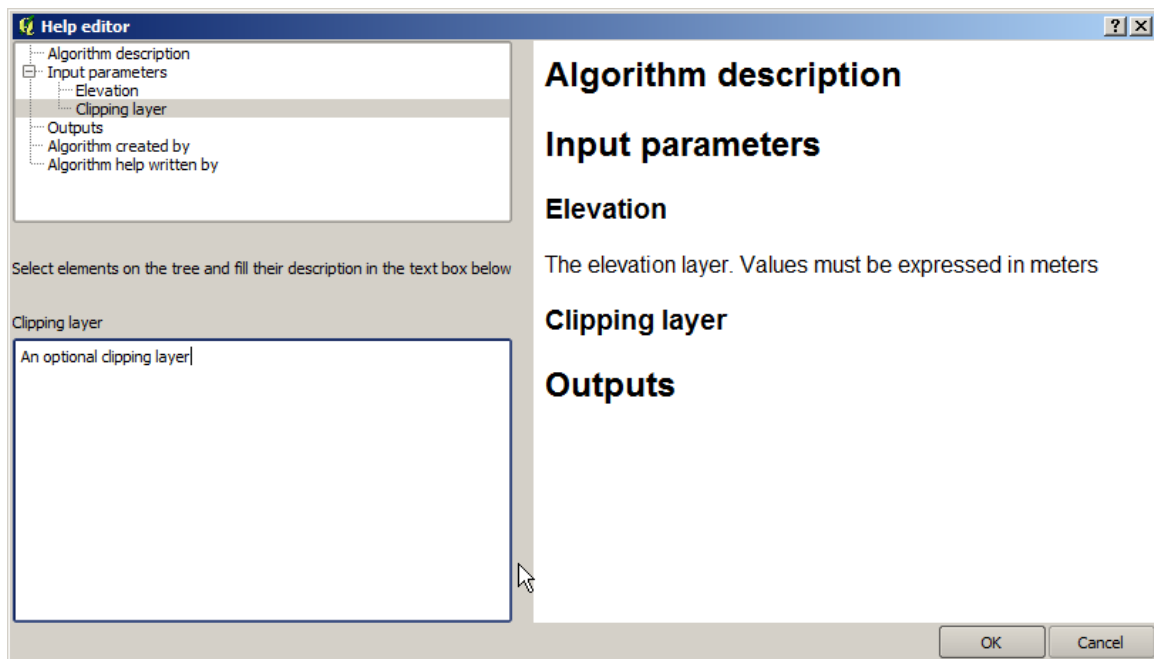 Help editor
Algorithm description
Input parameters
Elevation
Clipping layer
Outputs
Algorithm created by
Algorithm help written by
Select elements on the tree and fill their description in the text box below
Clipping layer
An optional clipping layer
Algorithm description
Input parameters
Elevation
The elevation layer. Values must be expressed in meters
Clipping layer
Outputs
OK
Cancel